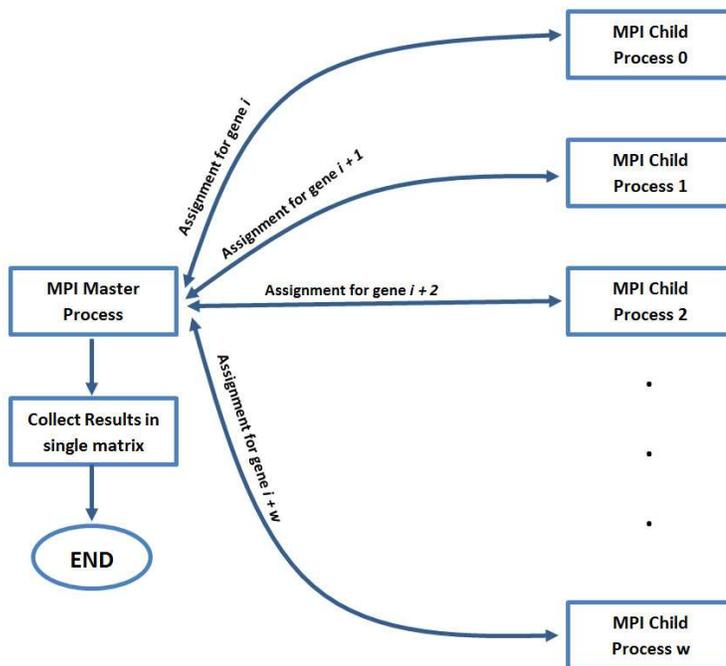 MPI Child
Process 0
Assignment for gene i
MPI Child
Process 1
Assignment for gene i + 1
MPI Master
Process
Assignment for gene i + 2
MPI Child
Process 2
Assignment for gene i + w
Collect Results in
single matrix
END
MPI Child
Process w